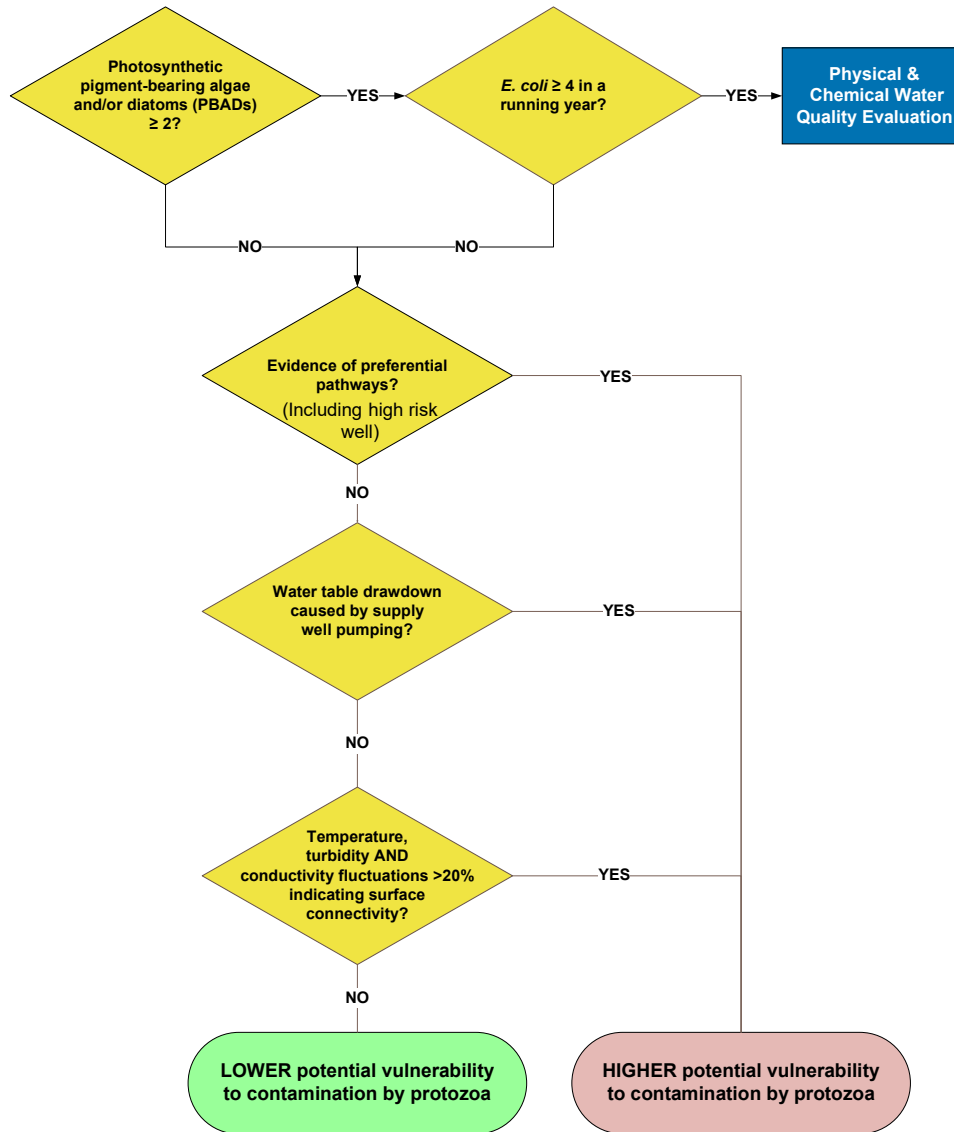 Photosynthetic
pigment-bearing algae
and/or diatoms (PBADs)
≥ 2?
YES
E. coli ≥ 4 in a
running year?
YES
Physical &
Chemical Water
Quality Evaluation
NO
NO
Evidence of preferential
pathways?
(Including high risk
well)
YES
NO
Water table drawdown
caused by supply
well pumping?
YES
NO
Temperature,
turbidity AND
conductivity fluctuations >20%
indicating surface
connectivity?
YES
NO
LOWER potential vulnerability
to contamination by protozoa
HIGHER potential vulnerability
to contamination by protozoa